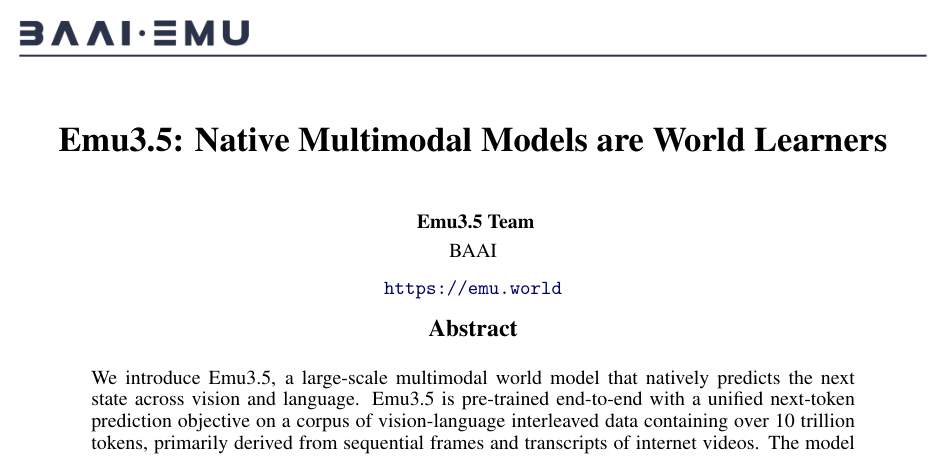 BAAI·EMU
Emu3.5: Native Multimodal Models are World Learners
Emu3.5 Team
BAAI
https://emu.world
Abstract
We introduce Emu3.5, a large-scale multimodal world model that natively predicts the next
state across vision and language. Emu3.5 is pre-trained end-to-end with a unified next-token
prediction objective on a corpus of vision-language interleaved data containing over 10 trillion
tokens, primarily derived from sequential frames and transcripts of internet videos. The model